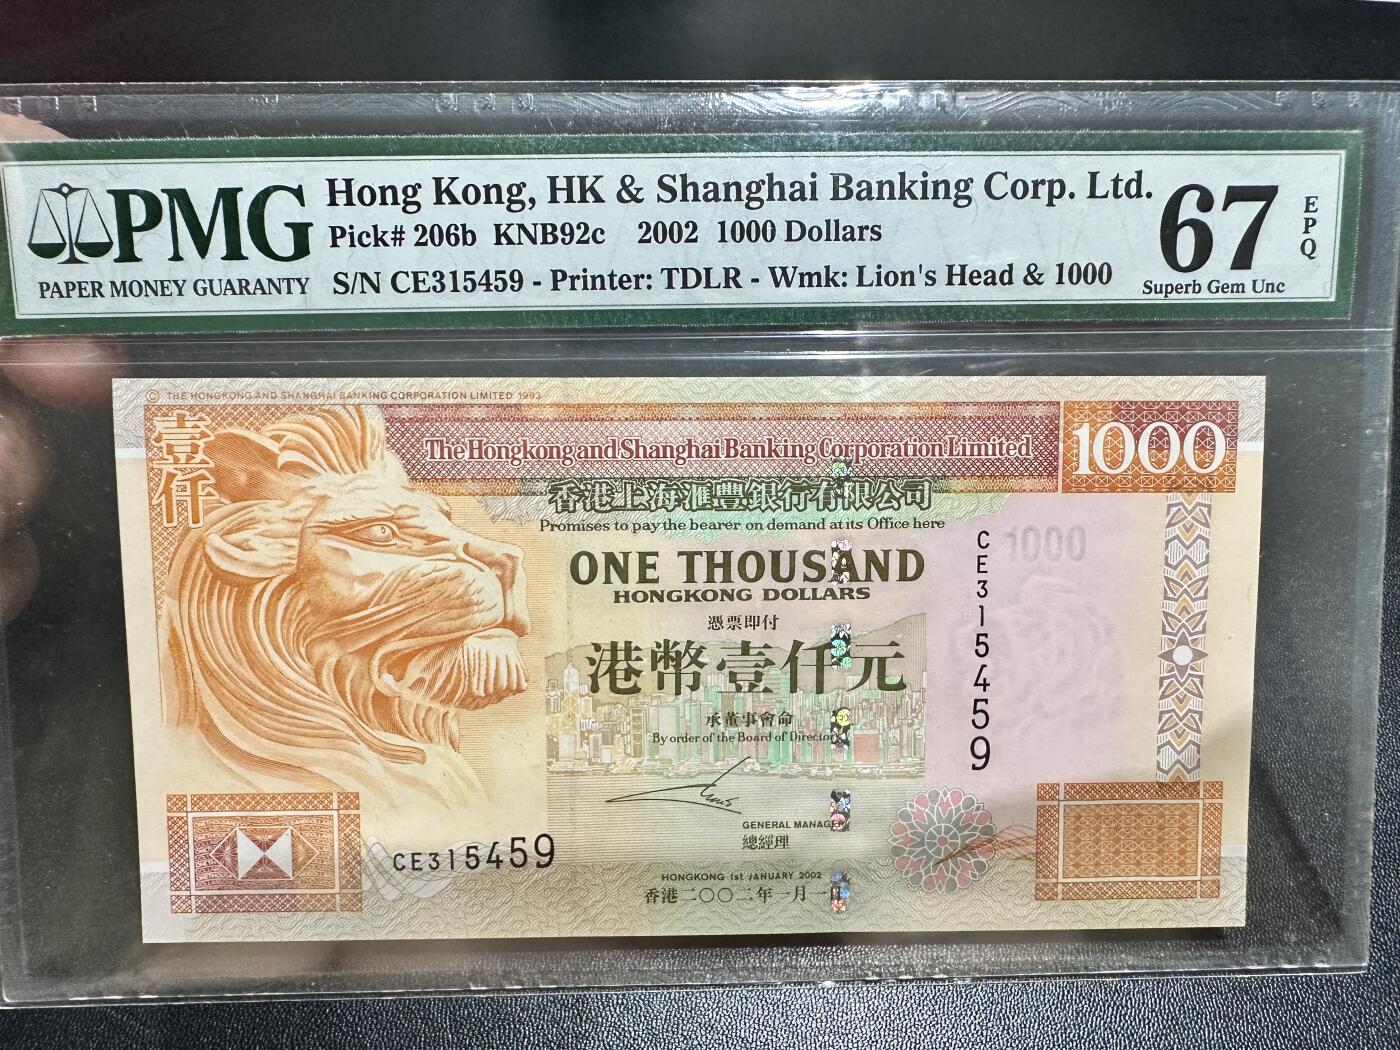 PMG
PAPER MONEY GUARANTY
Hong Kong, HK & Shanghai Banking Corp. Ltd.
Pick# 206b KNB92c 2002 1000 Dollars
S/N CE315459 - Printer: TDLR - Wmk: Lion's Head & 1000
67
EPQ
Superb Gem Unc
© THE HONGKONG AND SHANGHAI BANKING CORPORATION LIMITED 1993
壹仟
The Hongkong and Shanghai Banking Corporation Limited
1000
香港上海滙豐銀行有限公司
Promises to pay the bearer on demand at its Office here
ONE THOUSAND
HONGKONG DOLLARS
憑票即付
港幣壹仟元
承董事會命
By order of the Board of Directors
CE315459
1000
GENERAL MANAGER
總經理
CE315459
HONGKONG 1st JANUARY 2002
香港二〇〇二年一月一日